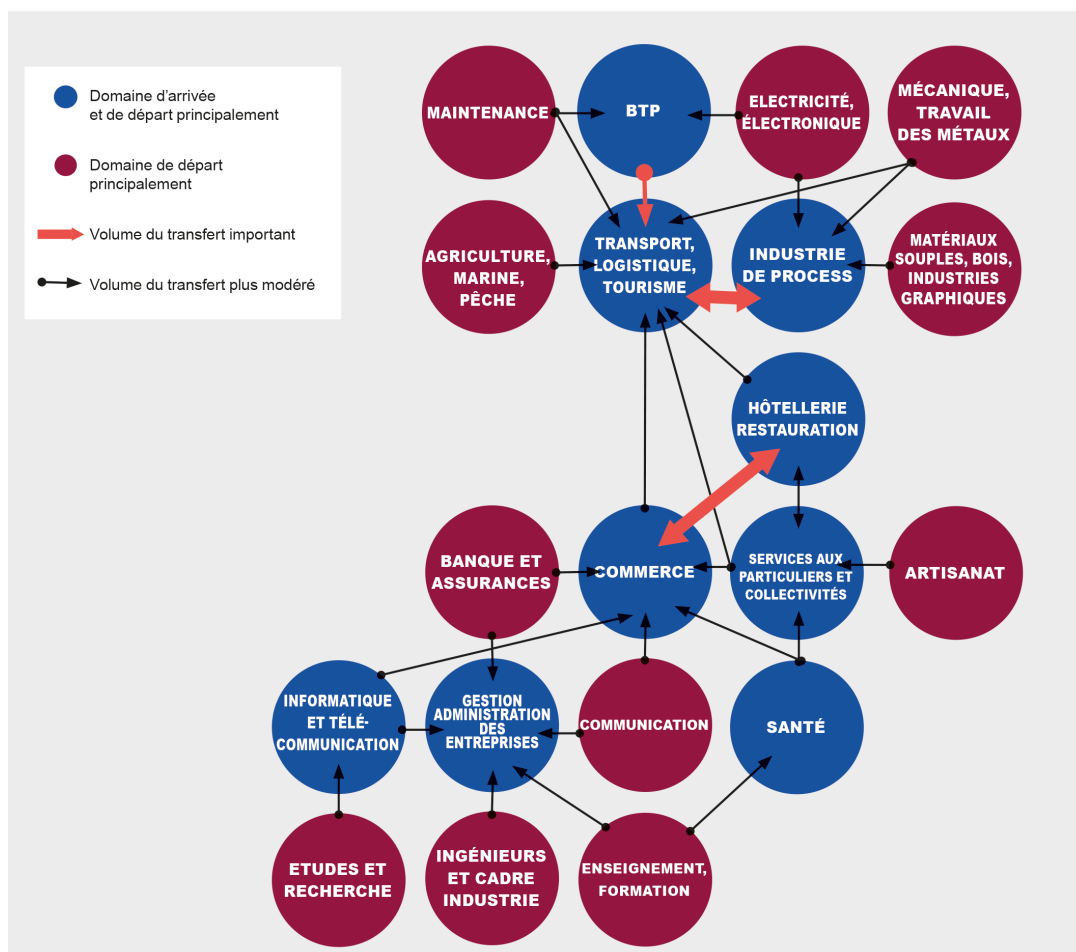 Domaine d'arrivée
et de départ principalement
Domaine de départ
principalement
Volume du transfert important
Volume du transfert plus modéré
MAINTENANCE
BTP
ELECTRICITÉ,
ÉLECTRONIQUE
MÉCANIQUE,
TRAVAIL
DES MÉTAUX
AGRICULTURE,
MARINE,
PÊCHE
TRANSPORT,
LOGISTIQUE,
TOURISME
INDUSTRIE
DE PROCESS
MATÉRIAUX
SOUPLES, BOIS,
INDUSTRIES
GRAPHIQUES
HÔTELLERIE
RESTAURATION
BANQUE ET
ASSURANCES
COMMERCE
SERVICES AUX
PARTICULIERS ET
COLLECTIVITÉS
ARTISANAT
INFORMATIQUE
ET TÉLÉ-
COMMUNICATION
GESTION
ADMINISTRATION
DES
ENTREPRISES
COMMUNICATION
SANTÉ
ETUDES ET
RECHERCHE
INGÉNIEURS
ET CADRE
INDUSTRIE
ENSEIGNEMENT,
FORMATION